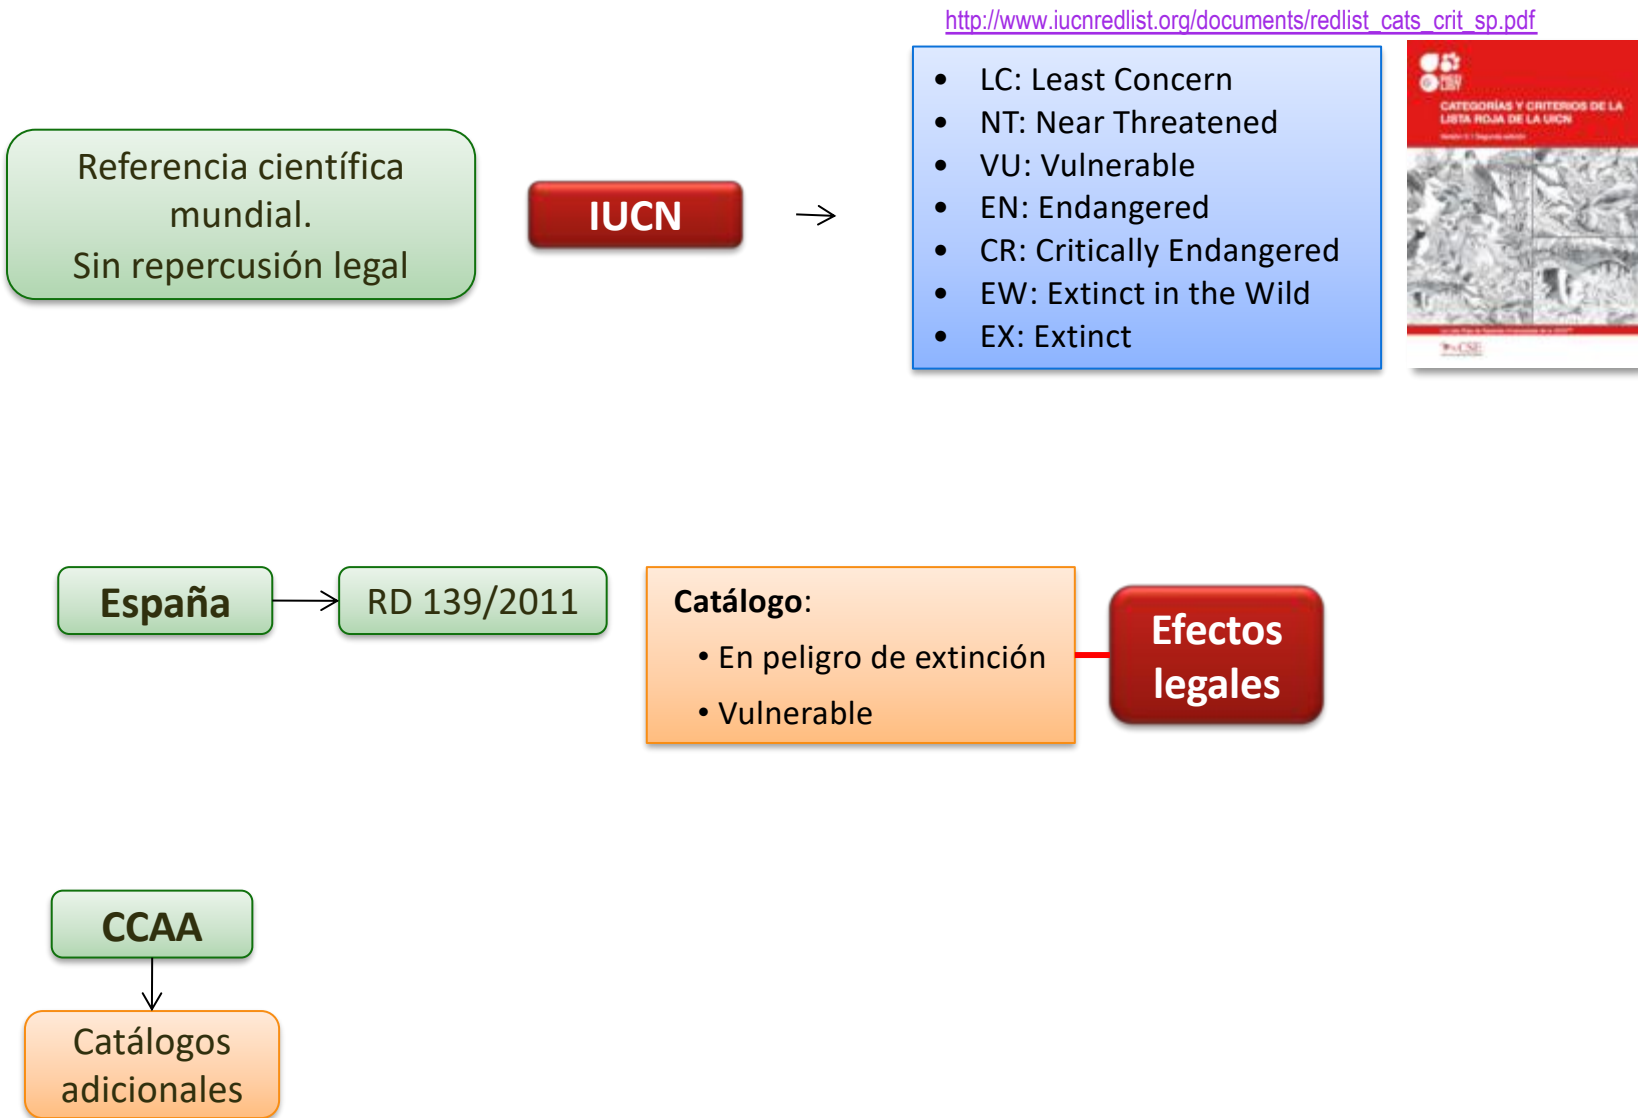 http://www.iucnredlist.org/documents/redlist_cats_crit_sp.pdf
Referencia científica
mundial.
Sin repercusión legal
IUCN
• LC: Least Concern
• NT: Near Threatened
• VU: Vulnerable
• EN: Endangered
• CR: Critically Endangered
• EW: Extinct in the Wild
• EX: Extinct
CATEGORÍAS Y CRITERIOS DE LA
LISTA ROJA DE LA UICN
España
RD 139/2011
Catálogo:
• En peligro de extinción
• Vulnerable
Efectos
legales
CCAA
Catálogos
adicionales